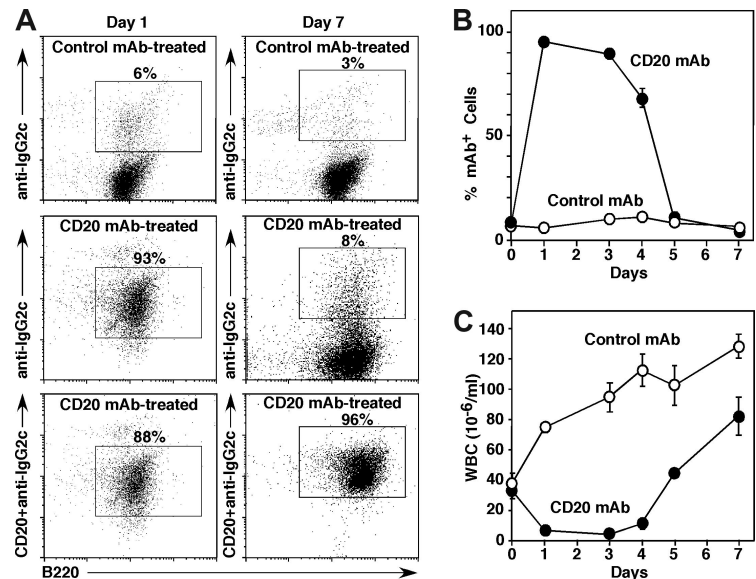 A
Day 1
Day 7
Control mAb-treated
6%
anti-IgG2c
Control mAb-treated
3%
anti-IgG2c
CD20 mAb-treated
93%
anti-IgG2c
CD20 mAb-treated
8%
anti-IgG2c
CD20 mAb-treated
88%
CD20+anti-IgG2c
CD20 mAb-treated
96%
CD20+anti-IgG2c
B220
B
100
50
0
% mAb+ Cells
CD20 mAb
Control mAb
0 1 2 3 4 5 6 7
Days
C
140
120
100
80
60
40
20
0
WBC (10-6/ml)
Control mAb
CD20 mAb
0 1 2 3 4 5 6 7
Days